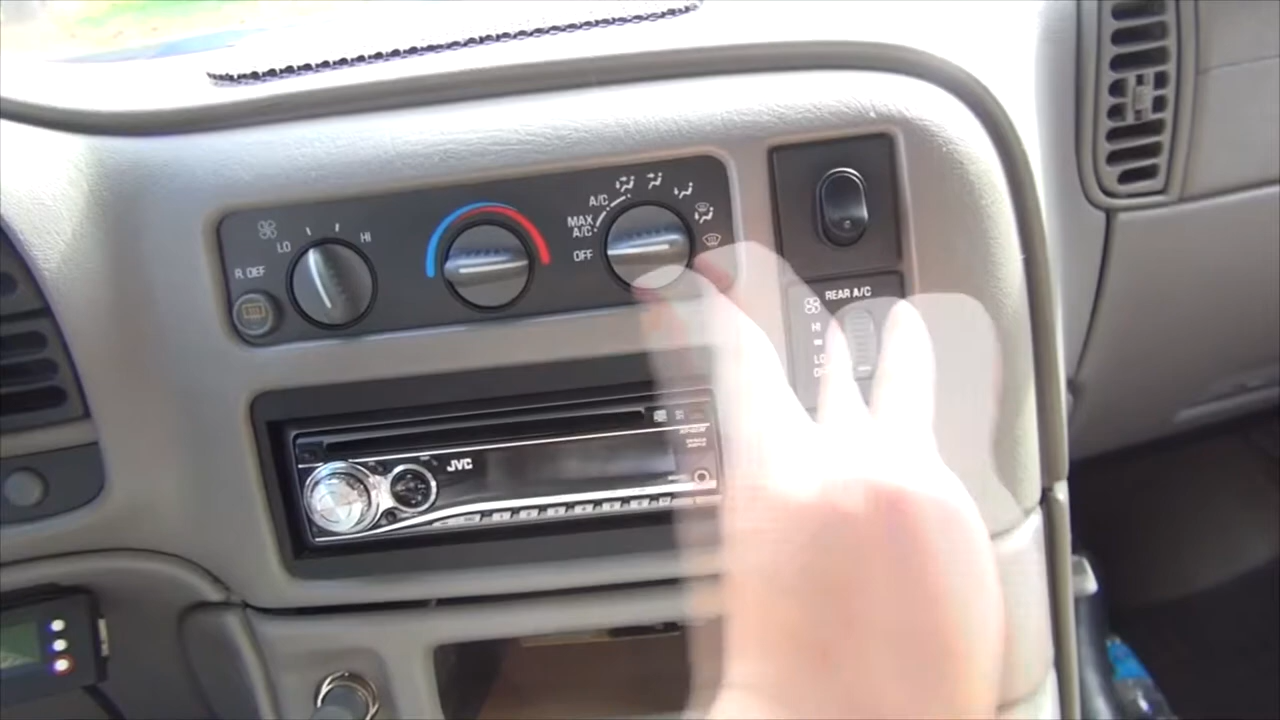 A/C
MAX
A/C
OFF
LO
HI
R. DEF
REAR A/C
HI
LO
JVC